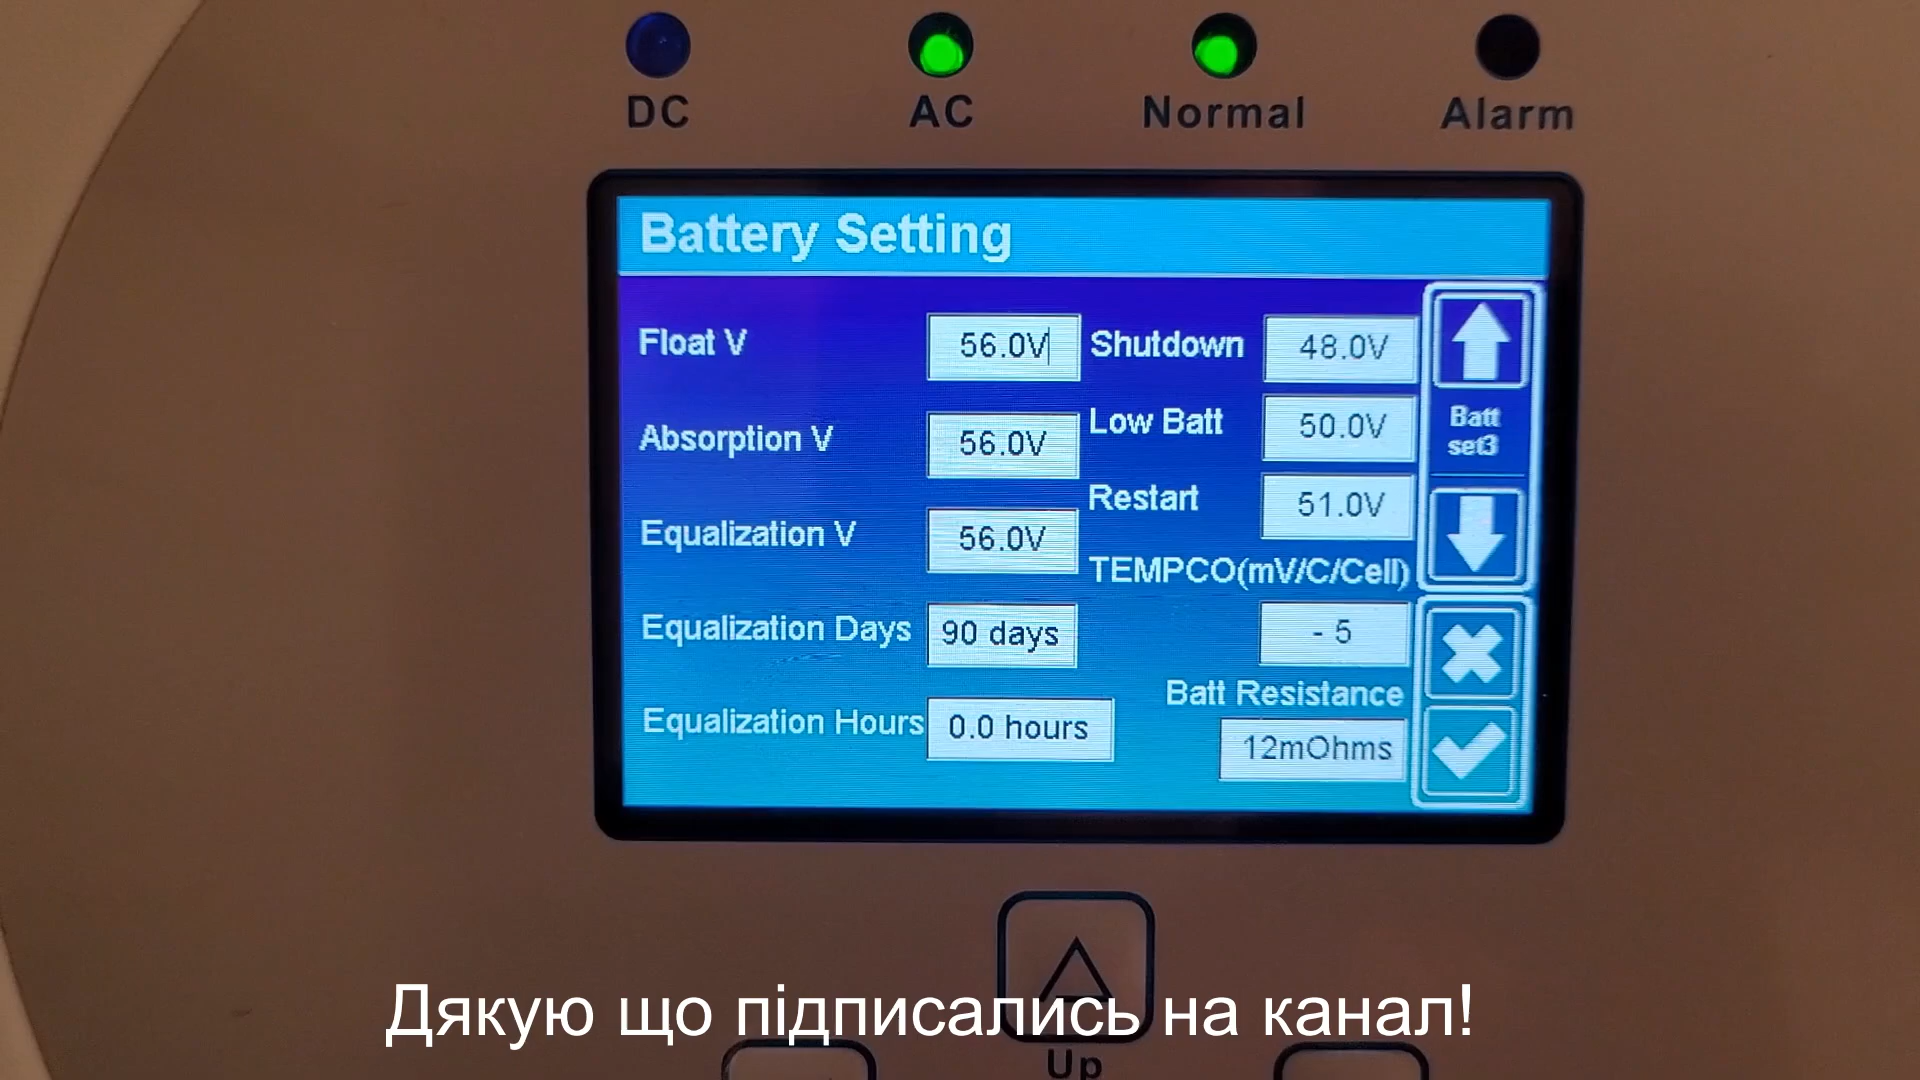 DC AC Normal Alarm
Battery Setting
Float V 56.0V Shutdown 48.0V
Absorption V 56.0V Low Batt 50.0V
Batt
set3
Equalization V 56.0V Restart 51.0V
TEMPCO(mV/C/Cell)
Equalization Days 90 days - 5
Batt Resistance
Equalization Hours 0.0 hours 12mOhms
Дякую що підписались на канал!
Up